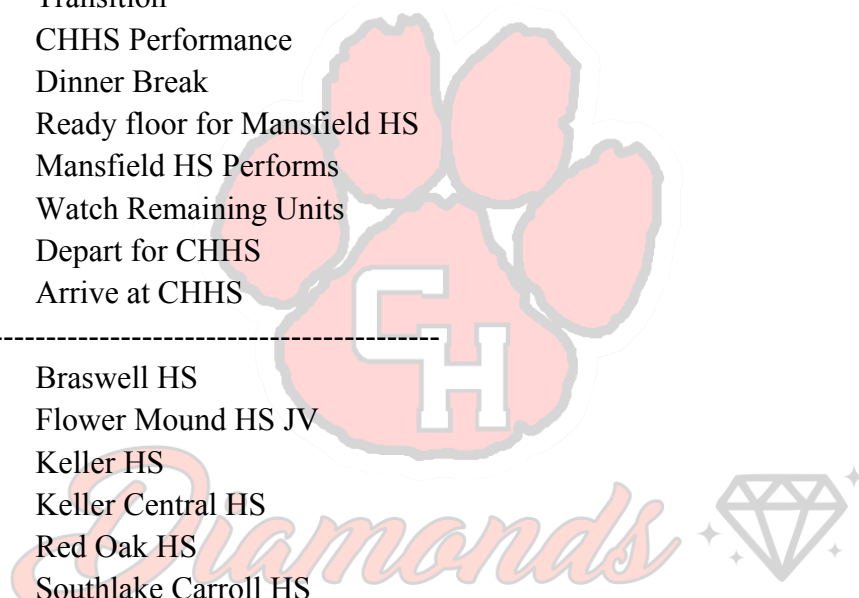 Transition
CHHS Performance
Dinner Break
Ready floor for Mansfield HS
Mansfield HS Performs
Watch Remaining Units
Depart for CHHS
Arrive at CHHS
CH
Braswell HS
Flower Mound HS JV
Keller HS
Keller Central HS
Red Oak HS
Southlake Carroll HS
Diamonds